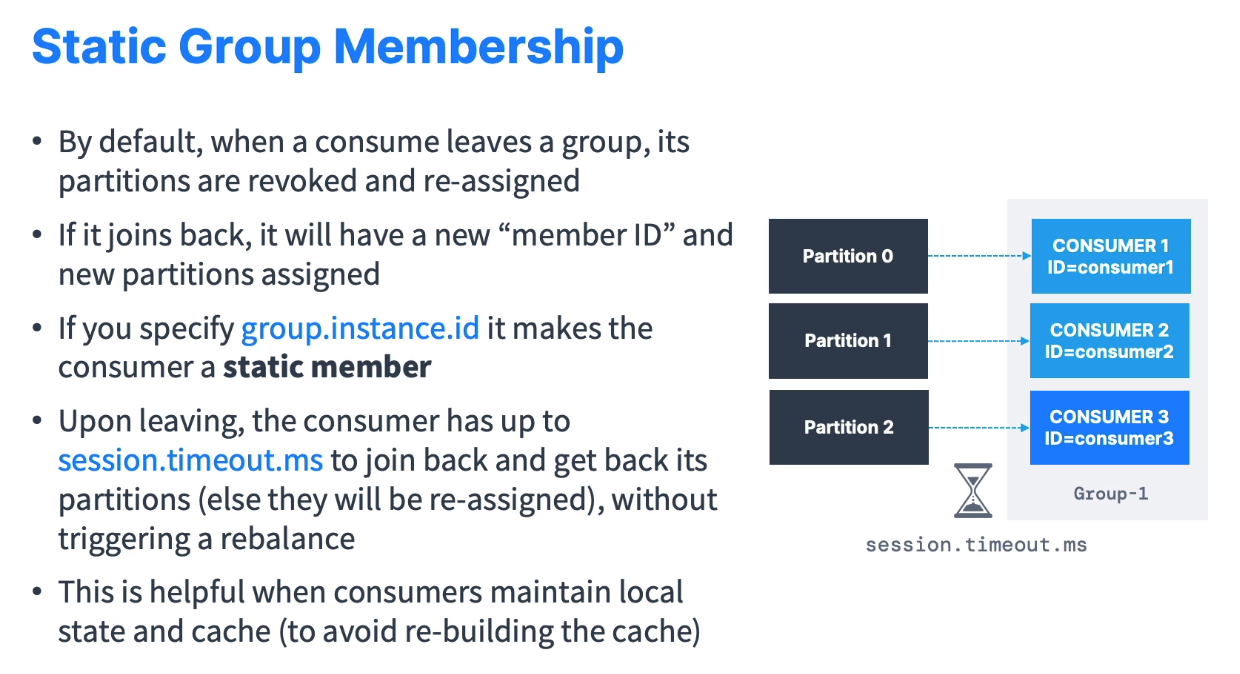 Static Group Membership
• By default, when a consume leaves a group, its
partitions are revoked and re-assigned
• If it joins back, it will have a new “member ID” and
new partitions assigned
• If you specify group.instance.id it makes the
consumer a static member
• Upon leaving, the consumer has up to
session.timeout.ms to join back and get back its
partitions (else they will be re-assigned), without
triggering a rebalance
• This is helpful when consumers maintain local
state and cache (to avoid re-building the cache)
Partition 0
CONSUMER 1
ID=consumer1
Partition 1
CONSUMER 2
ID=consumer2
Partition 2
CONSUMER 3
ID=consumer3
Group-1
session.timeout.ms